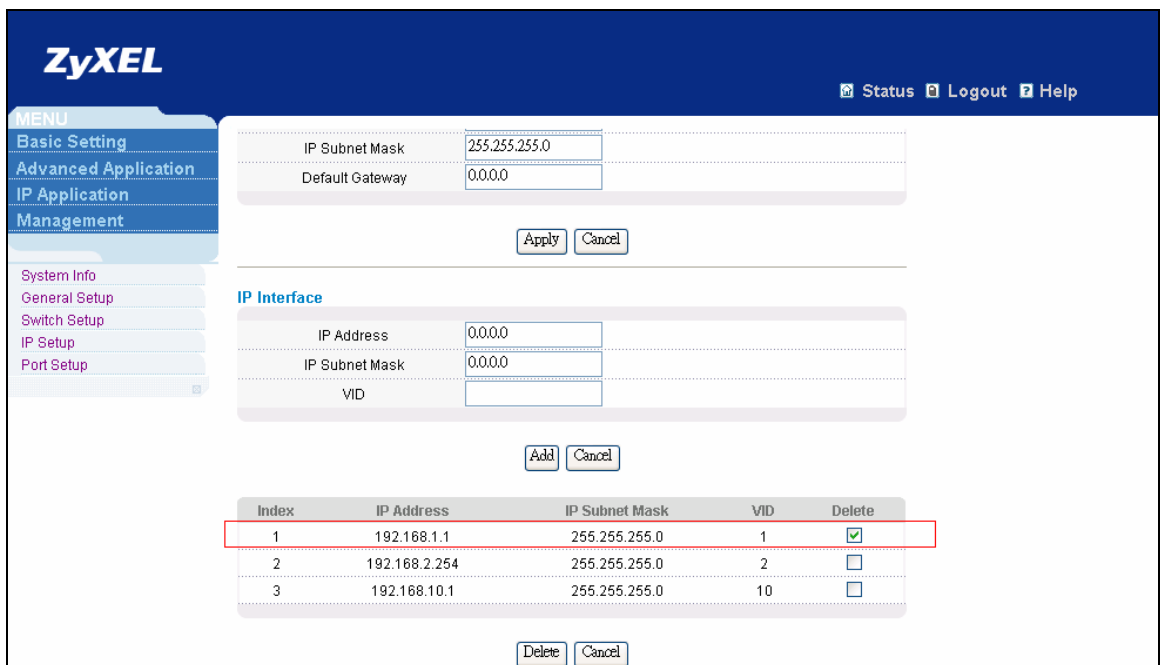 ZyXEL
Status Logout Help
MENU
Basic Setting
Advanced Application
IP Application
Management
System Info
General Setup
Switch Setup
IP Setup
Port Setup
IP Subnet Mask 255.255.255.0
Default Gateway 0.0.0.0
Apply Cancel
IP Interface
IP Address 0.0.0.0
IP Subnet Mask 0.0.0.0
VID
Add Cancel
Index IP Address IP Subnet Mask VID Delete
1 192.168.1.1 255.255.255.0 1
2 192.168.2.254 255.255.255.0 2
3 192.168.10.1 255.255.255.0 10
Delete Cancel